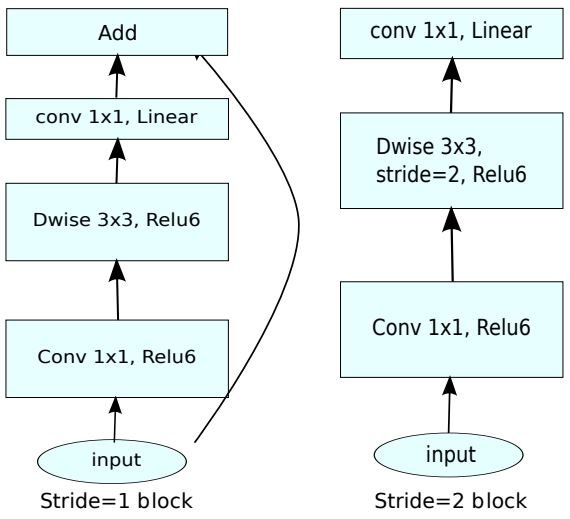 Add
conv 1x1, Linear
Dwise 3x3, Relu6
Conv 1x1, Relu6
input
Stride=1 block
conv 1x1, Linear
Dwise 3x3,
stride=2, Relu6
Conv 1x1, Relu6
input
Stride=2 block